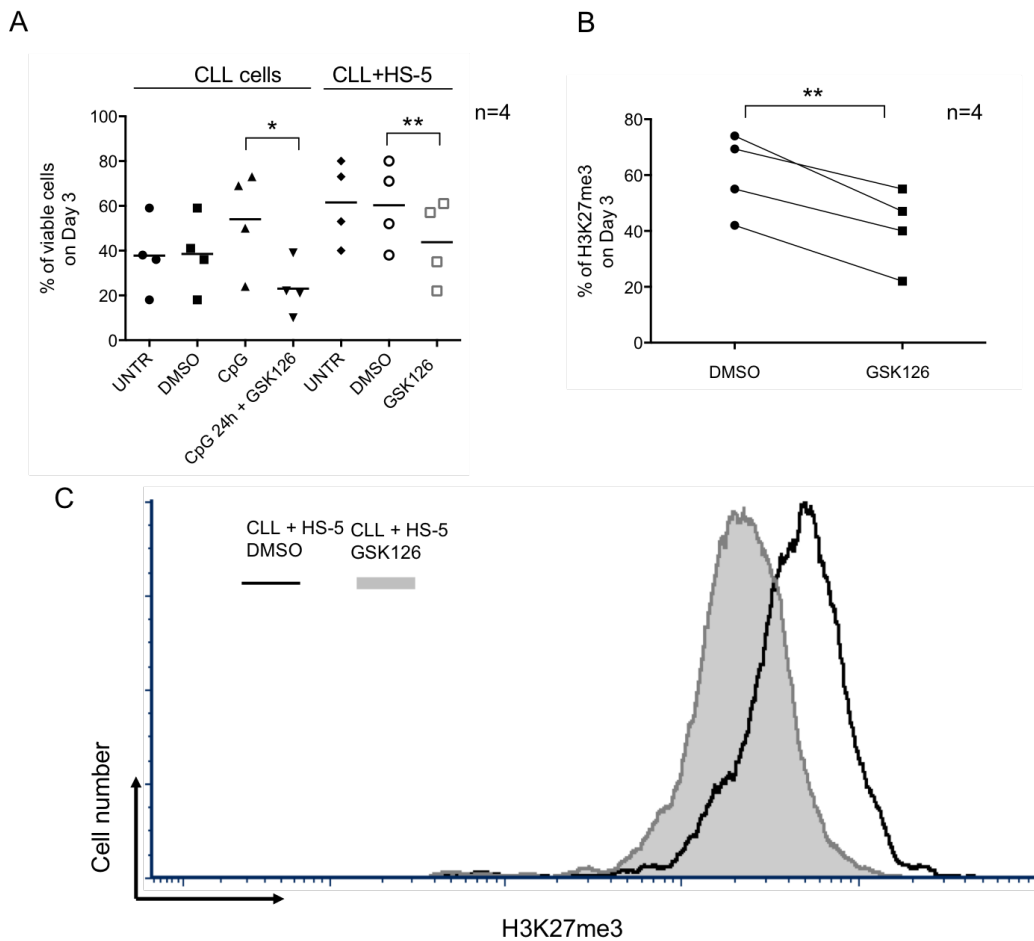 A
CLL cells
CLL+HS-5
n=4
*
**
% of viable cells
on Day 3
100
80
60
40
20
0
UNTR
DMSO
CpG
CpG 24h + GSK126
UNTR
DMSO
GSK126
B
**
n=4
% of H3K27me3
on Day 3
80
60
40
20
0
DMSO
GSK126
C
CLL + HS-5
DMSO
CLL + HS-5
GSK126
Cell number
H3K27me3